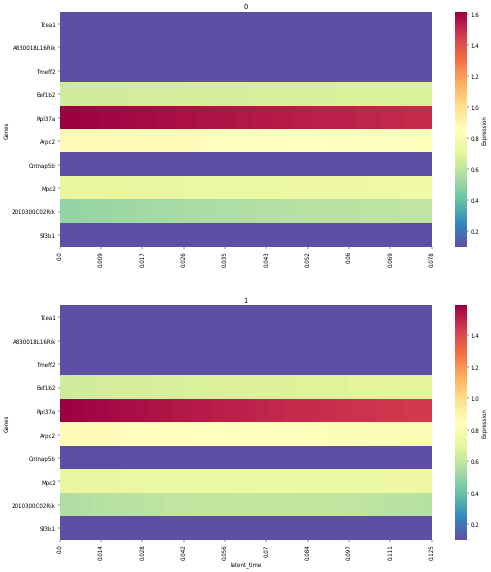 0
Tcea1
A830018L16Rik
Tmeff2
Eef1b2
Rpl37a
Arpc2
Cntnap5b
Mpc2
2010300C02Rik
Sf3b1
Genes
0.0 0.009 0.017 0.026 0.035 0.043 0.052 0.06 0.069 0.078
1.6
1.4
1.2
1.0
0.8
0.6
0.4
0.2
Expression
1
Tcea1
A830018L16Rik
Tmeff2
Eef1b2
Rpl37a
Arpc2
Cntnap5b
Mpc2
2010300C02Rik
Sf3b1
Genes
0.0 0.014 0.028 0.042 0.056 0.07 0.084 0.097 0.111 0.125
latent_time
1.4
1.2
1.0
0.8
0.6
0.4
0.2
Expression